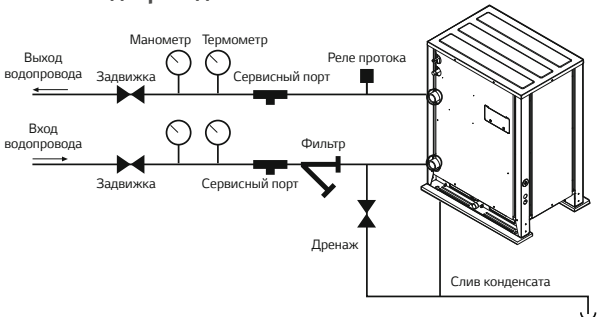 Манометр Термометр
Реле протока
Выход
водопровода
Задвижка
Сервисный порт
Вход
водопровода
Фильтр
Задвижка
Сервисный порт
Дренаж
Слив конденсата